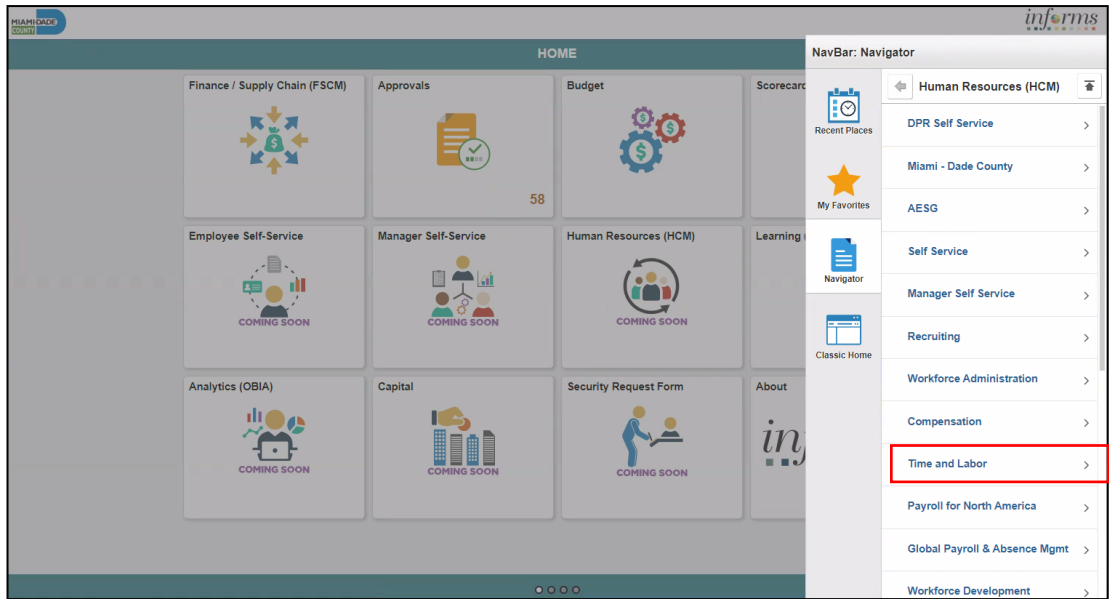 MIAMI-DADE
COUNTY
informs
HOME
Finance / Supply Chain (FSCM)
Approvals
58
Budget
Scorecard
Employee Self-Service
COMING SOON
Manager Self-Service
COMING SOON
Human Resources (HCM)
COMING SOON
Learning
Analytics (OBIA)
COMING SOON
Capital
COMING SOON
Security Request Form
COMING SOON
About
inf
NavBar: Navigator
Recent Places
My Favorites
Navigator
Classic Home
Human Resources (HCM)
DPR Self Service
Miami - Dade County
AESG
Self Service
Manager Self Service
Recruiting
Workforce Administration
Compensation
Time and Labor
Payroll for North America
Global Payroll & Absence Mgmt
Workforce Development